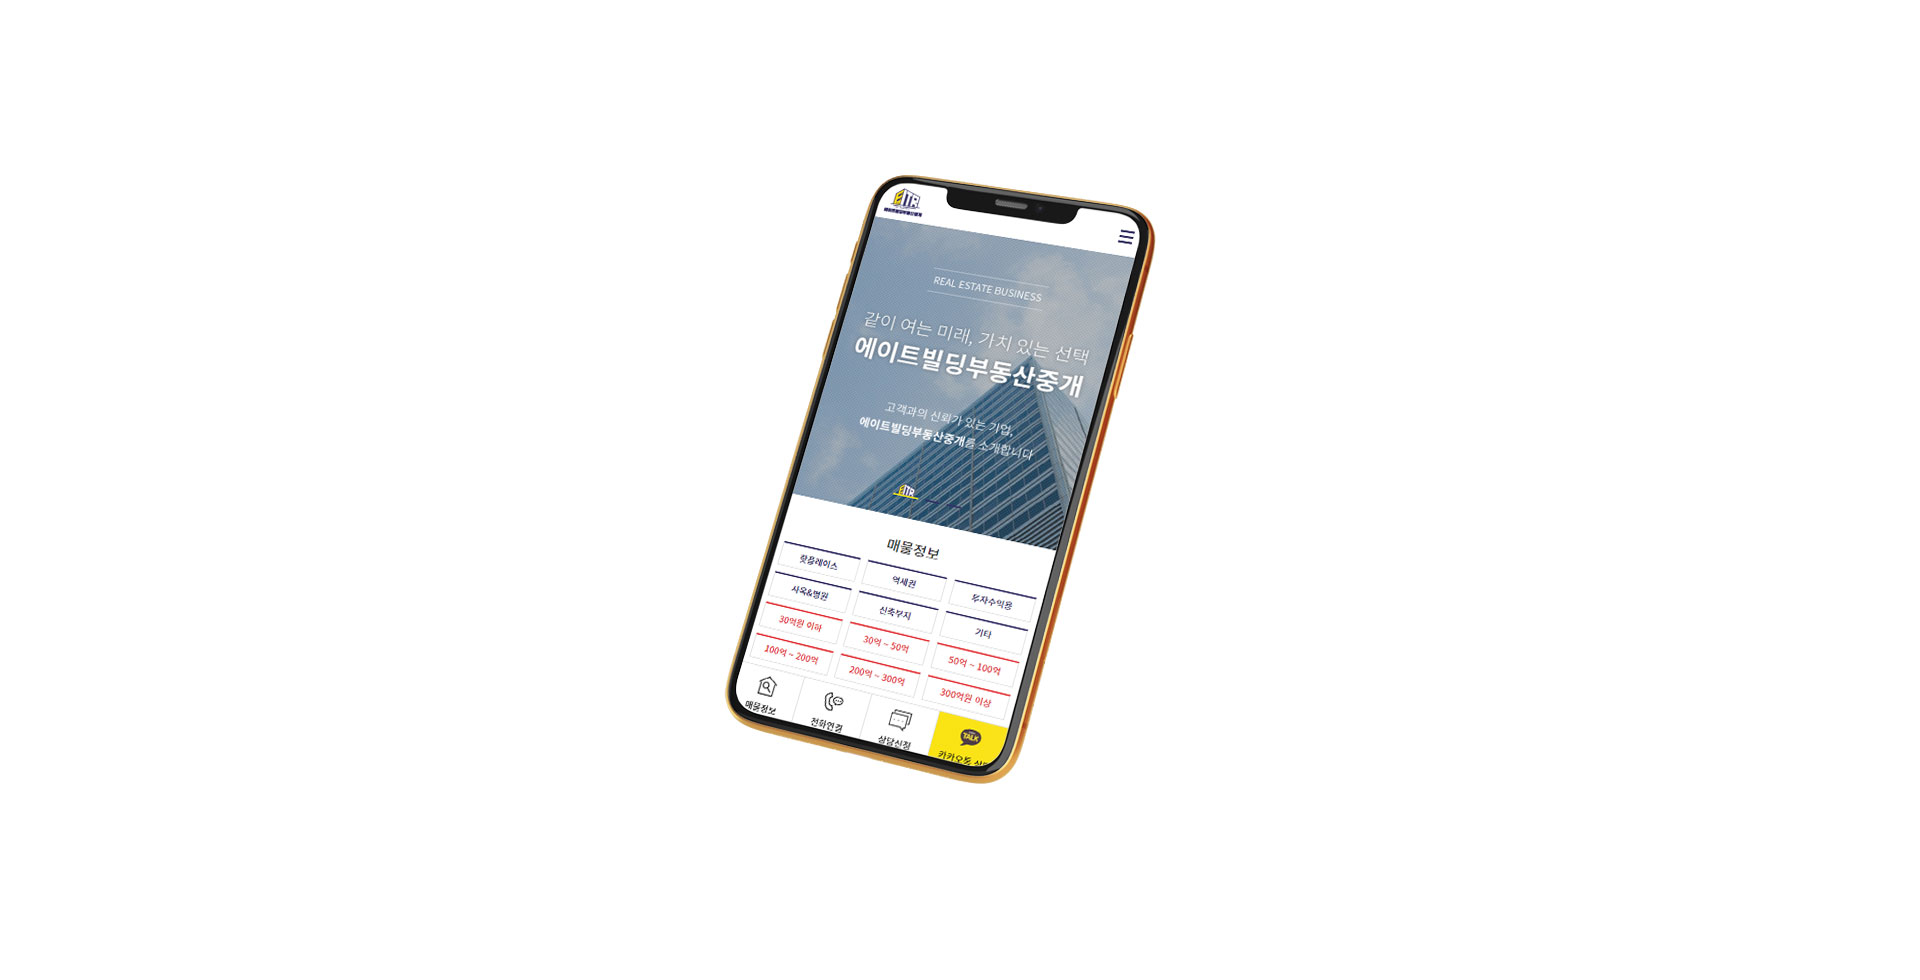 EITR
에이트빌딩부동산중개
REAL ESTATE BUSINESS
같이 여는 미래, 가치 있는 선택
에이트빌딩부동산중개
고객과의 신뢰가 있는 기업,
에이트빌딩부동산중개를 소개합니다
매물정보
핫플레이스
역세권
투자수익용
사옥&병원
신축부지
기타
30억원 이하
30억 ~ 50억
50억 ~ 100억
100억 ~ 200억
200억 ~ 300억
300억원 이상
매물정보
전화연결
상담신청
TALK
카카오톡